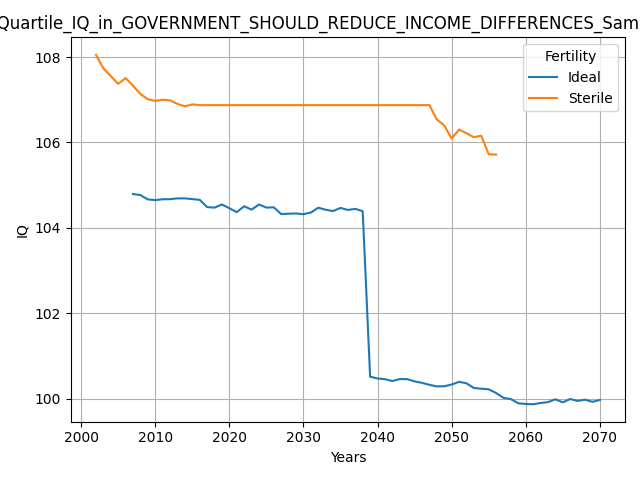 Quartile_IQ_in_GOVERNMENT_SHOULD_REDUCE_INCOME_DIFFERENCES_Sam
108
106
104
102
100
IQ
Fertility
Ideal
Sterile
2000 2010 2020 2030 2040 2050 2060 2070
Years